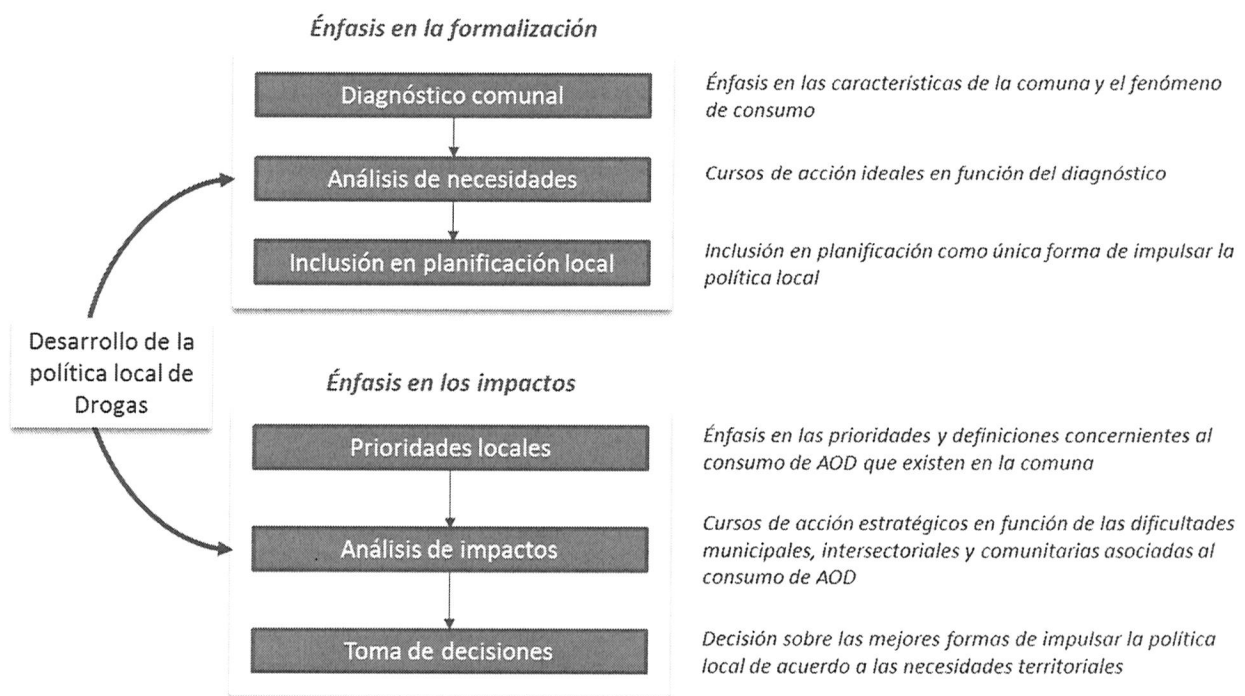 Énfasis en la formalización
Diagnóstico comunal
Énfasis en las características de la comuna y el fenómeno
de consumo
Análisis de necesidades
Cursos de acción ideales en función del diagnóstico
Inclusión en planificación local
Inclusión en planificación como única forma de impulsar la
política local
Desarrollo de la
política local de
Drogas
Énfasis en los impactos
Prioridades locales
Énfasis en las prioridades y definiciones concernientes al
consumo de AOD que existen en la comuna
Análisis de impactos
Cursos de acción estratégicos en función de las dificultades
municipales, intersectoriales y comunitarias asociadas al
consumo de AOD
Toma de decisiones
Decisión sobre las mejores formas de impulsar la política
local de acuerdo a las necesidades territoriales